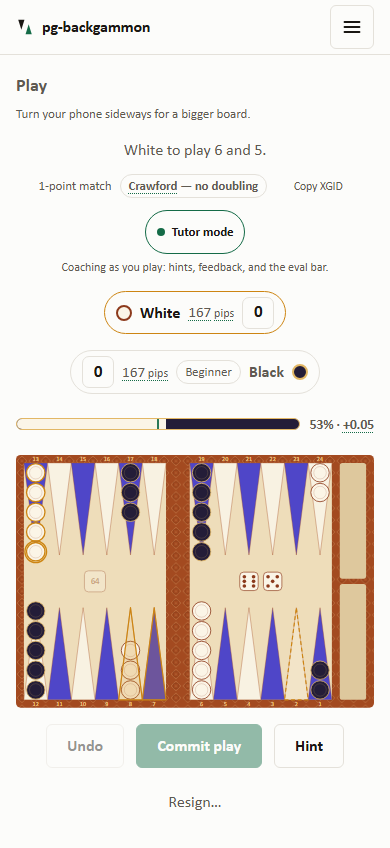 pg-backgammon
Play
Turn your phone sideways for a bigger board.
White to play 6 and 5.
1-point match Crawford — no doubling Copy XGID
Tutor mode
Coaching as you play: hints, feedback, and the eval bar.
White 167 pips 0
0 167 pips Beginner Black
53% · +0.05
13 14 15 16 17 18 19 20 21 22 23 24
64
12 11 10 9 8 7 6 5 4 3 2 1
Undo Commit play Hint
Resign...